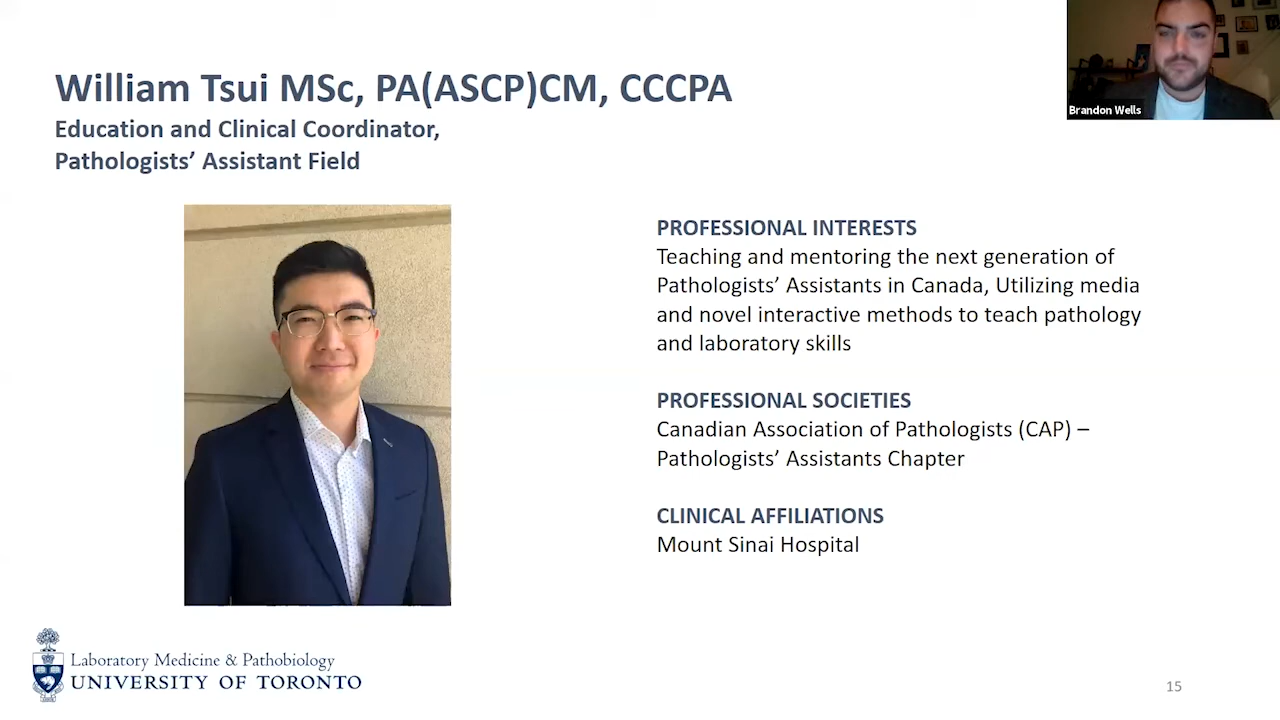 William Tsui MSc, PA(ASCP)CM, CCCPA
Education and Clinical Coordinator,
Pathologists’ Assistant Field
Brandon Wells
PROFESSIONAL INTERESTS
Teaching and mentoring the next generation of
Pathologists’ Assistants in Canada, Utilizing media
and novel interactive methods to teach pathology
and laboratory skills
PROFESSIONAL SOCIETIES
Canadian Association of Pathologists (CAP) –
Pathologists’ Assistants Chapter
CLINICAL AFFILIATIONS
Mount Sinai Hospital
Laboratory Medicine & Pathobiology
UNIVERSITY OF TORONTO
15